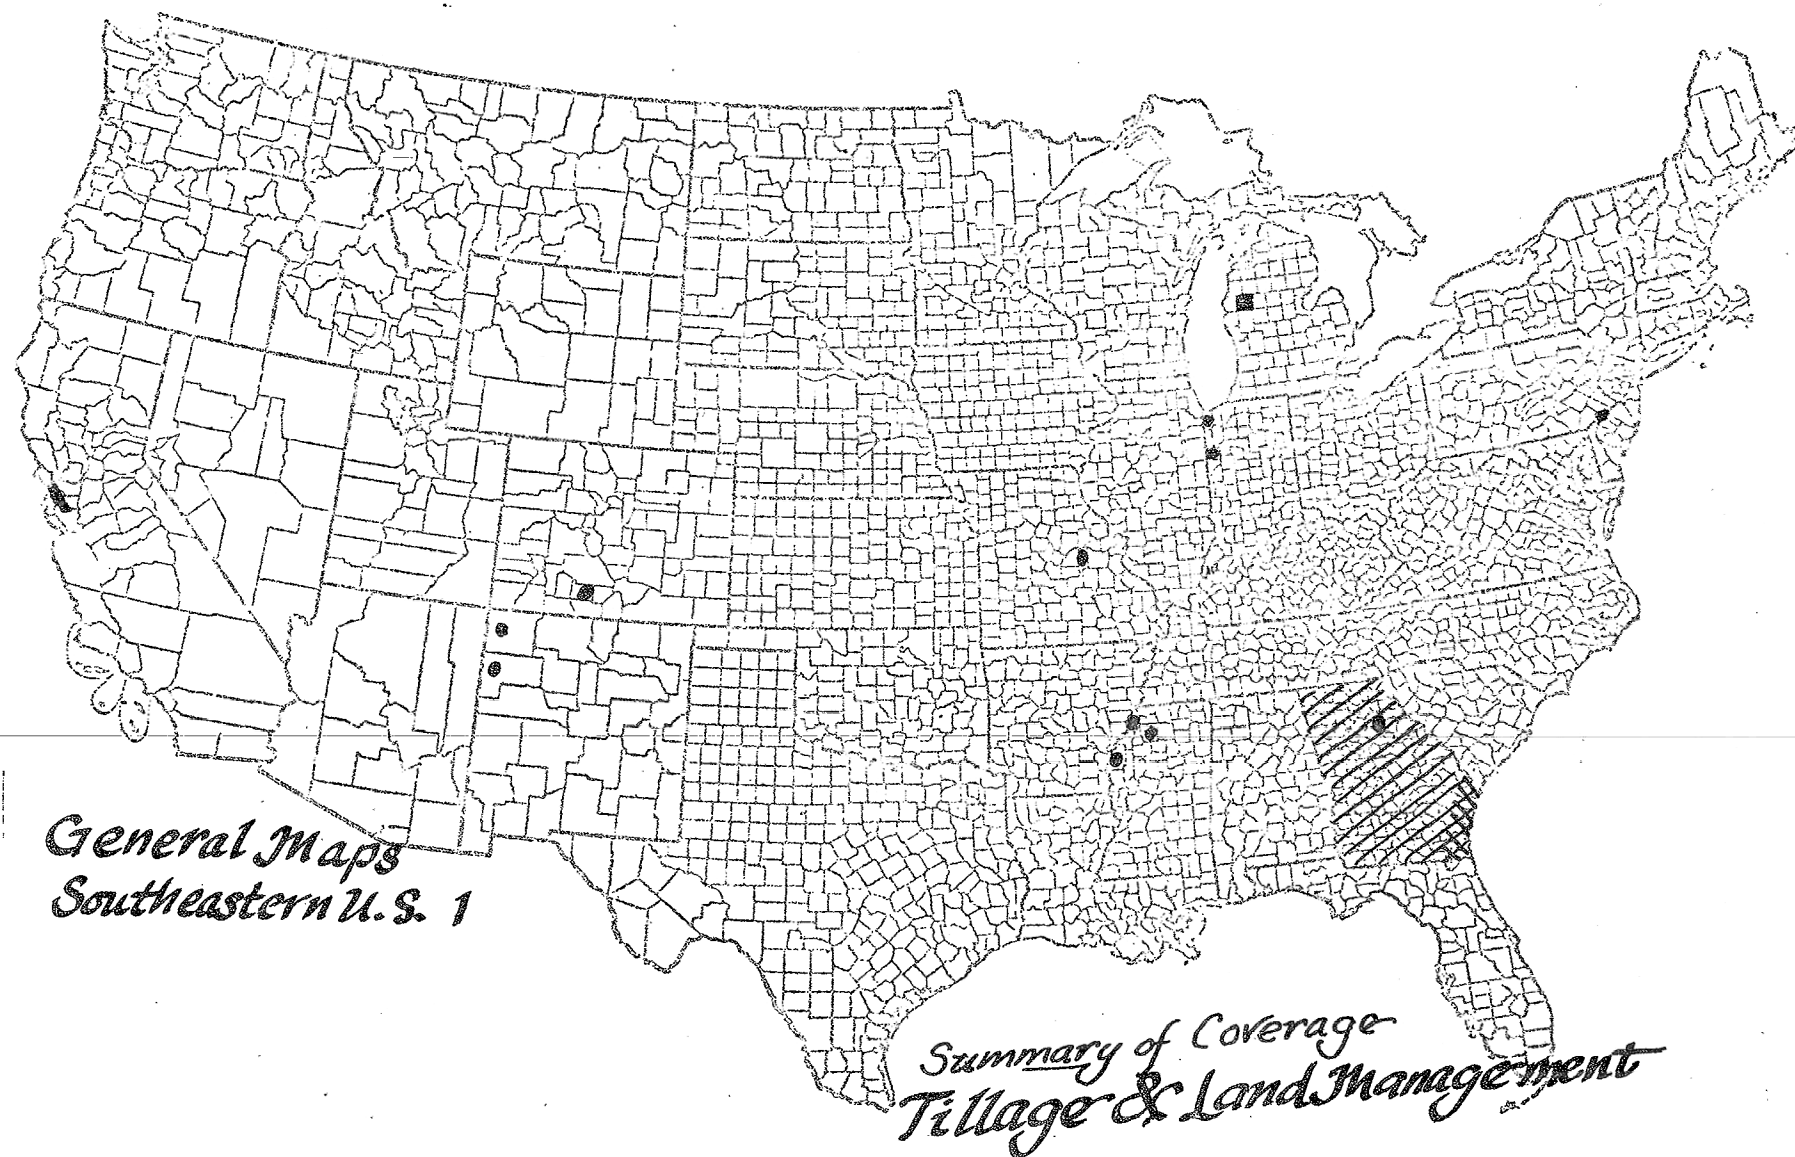 General Maps
Southeastern U.S. 1
Summary of Coverage
Tillage & Land Management